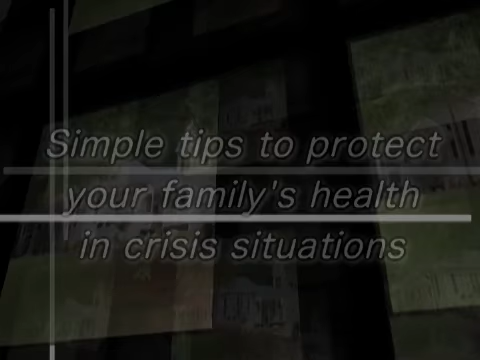 Simple tips to protect
your family's health
in crisis situations